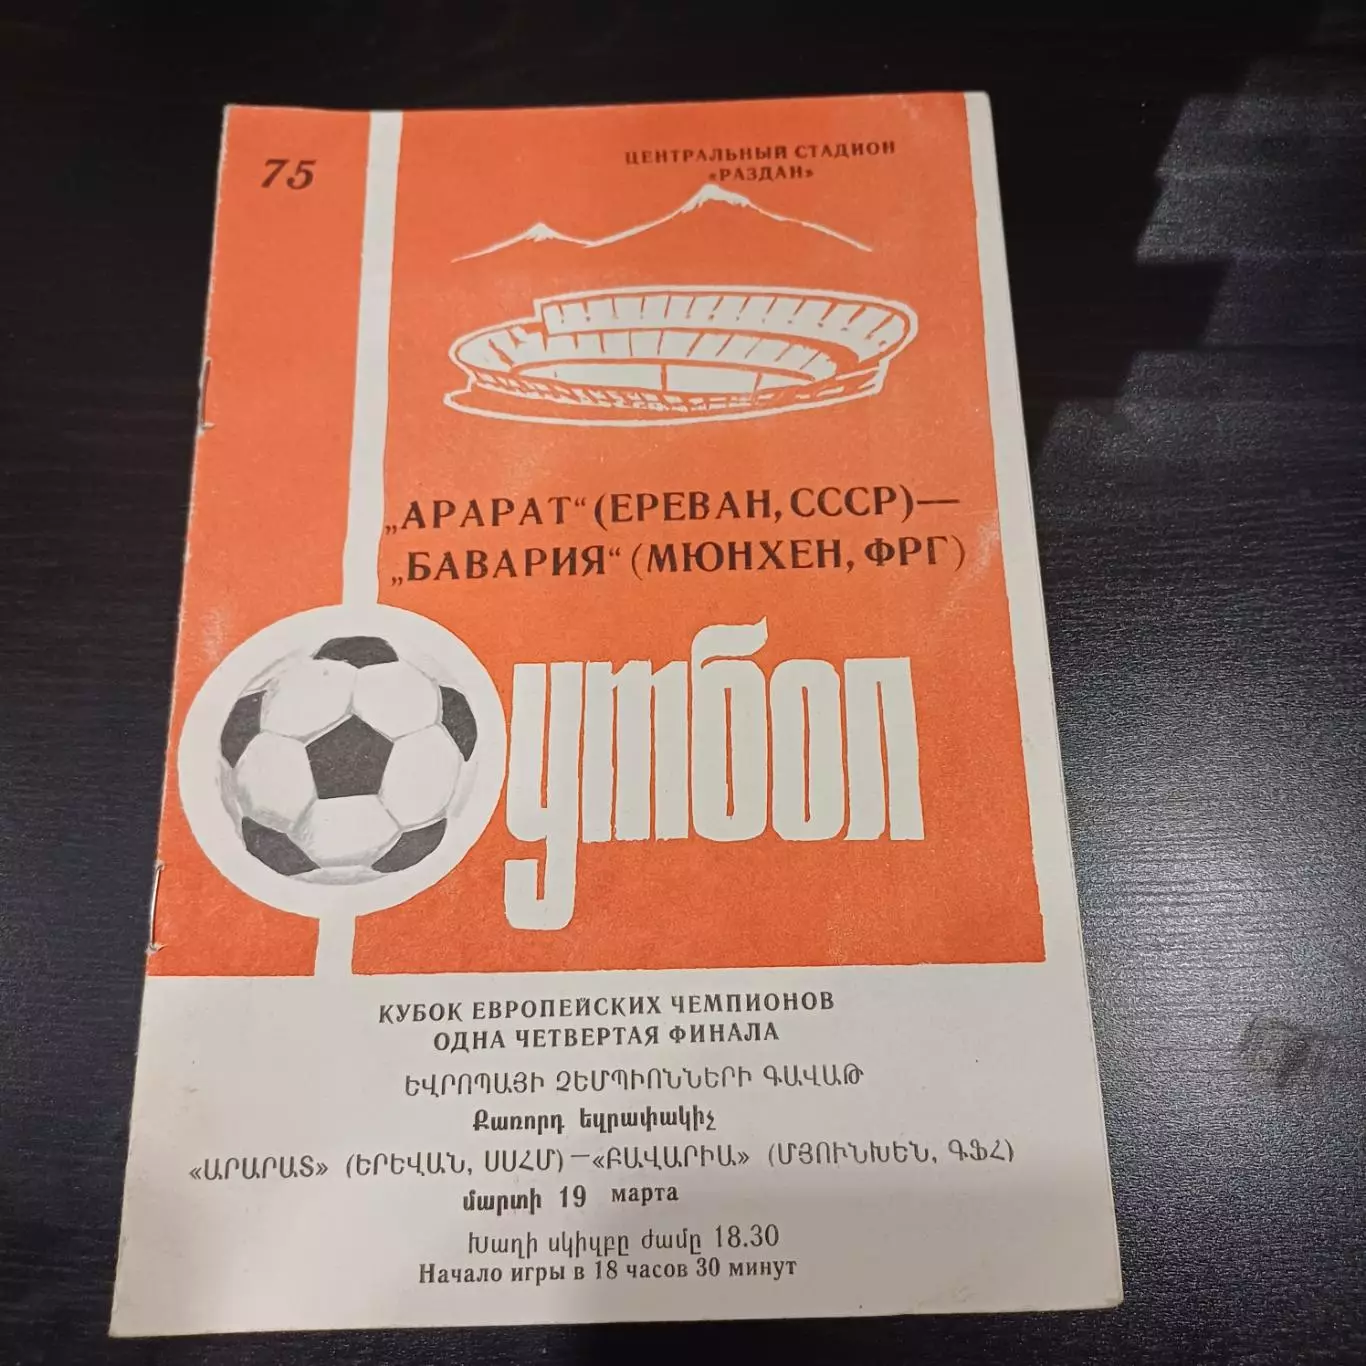 75
ЦЕНТРАЛЬНЫЙ СТАДИОН
«РАЗДАН»
„АРАРАТ“ (ЕРЕВАН, СССР)—
„БАВАРИЯ“ (МЮНХЕН, ФРГ)
футбол
КУБОК ЕВРОПЕЙСКИХ ЧЕМПИОНОВ
ОДНА ЧЕТВЕРТАЯ ФИНАЛА
ԵՎՐՈՊԱՅԻ ՉԵՄՊԻՈՆՆԵՐԻ ԳԱՎԱԹ
Քառորդ եզրափակիչ
«ԱՐԱՐԱՏ» (ԵՐԵՎԱՆ, ՍՍՀՄ)—«ԲԱՎԱՐԻԱ» (ՄՅՈՒՆԽԵՆ, ԳՖՀ)
մարտի 19 марта
Խաղի սկիզբը ժամը 18.30
Начало игры в 18 часов 30 минут